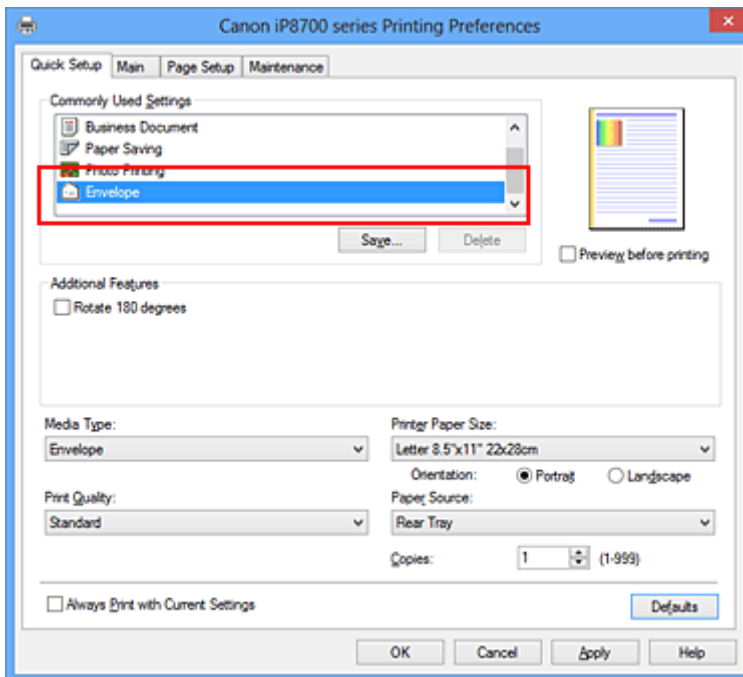 Canon iP8700 series Printing Preferences
Quick Setup Main Page Setup Maintenance
Commonly Used Settings
Business Document
Paper Saving
Photo Printing
Envelope
Save... Delete
Preview before printing
Additional Features
Rotate 180 degrees
Media Type: Printer Paper Size:
Envelope Letter 8.5"x11" 22x28cm
Orientation: Portrait Landscape
Print Quality: Paper Source:
Standard Rear Tray
Copies: 1 (1-999)
Always Print with Current Settings Defaults
OK Cancel Apply Help